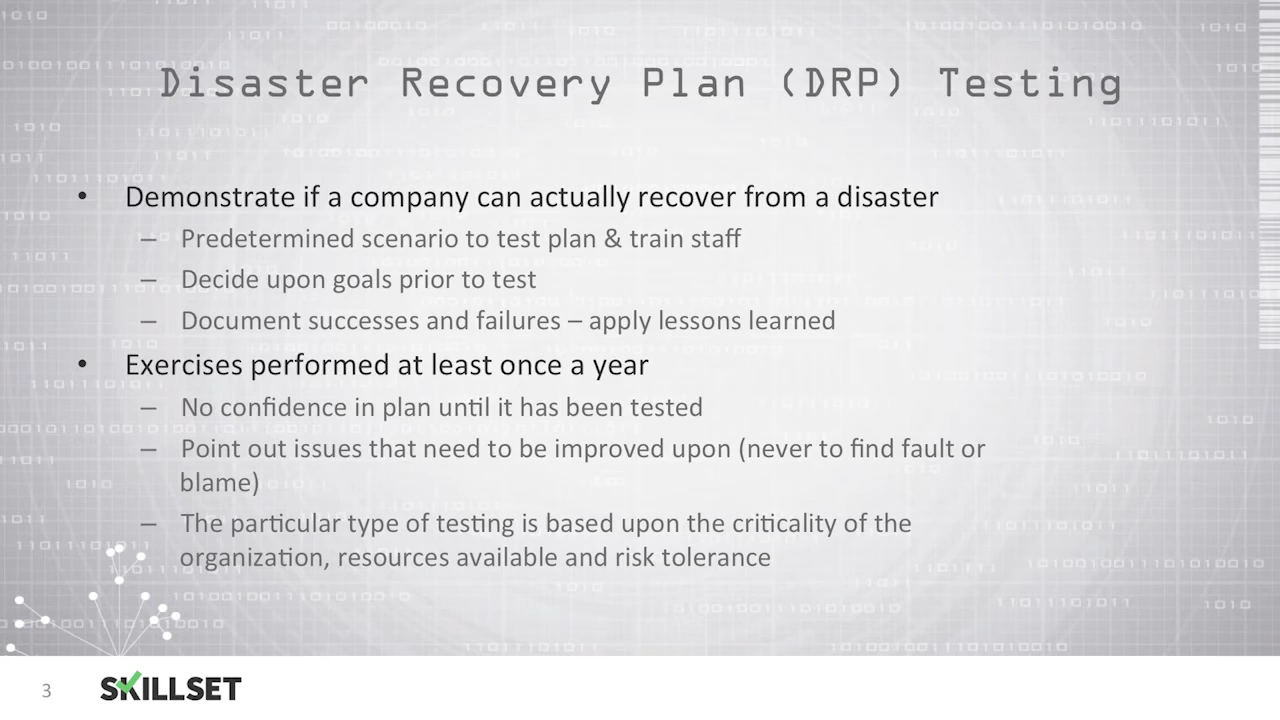 Disaster Recovery Plan (DRP) Testing
• Demonstrate if a company can actually recover from a disaster
– Predetermined scenario to test plan & train staff
– Decide upon goals prior to test
– Document successes and failures – apply lessons learned
• Exercises performed at least once a year
– No confidence in plan until it has been tested
– Point out issues that need to be improved upon (never to find fault or
blame)
– The particular type of testing is based upon the criticality of the
organization, resources available and risk tolerance
3 SKILLSET